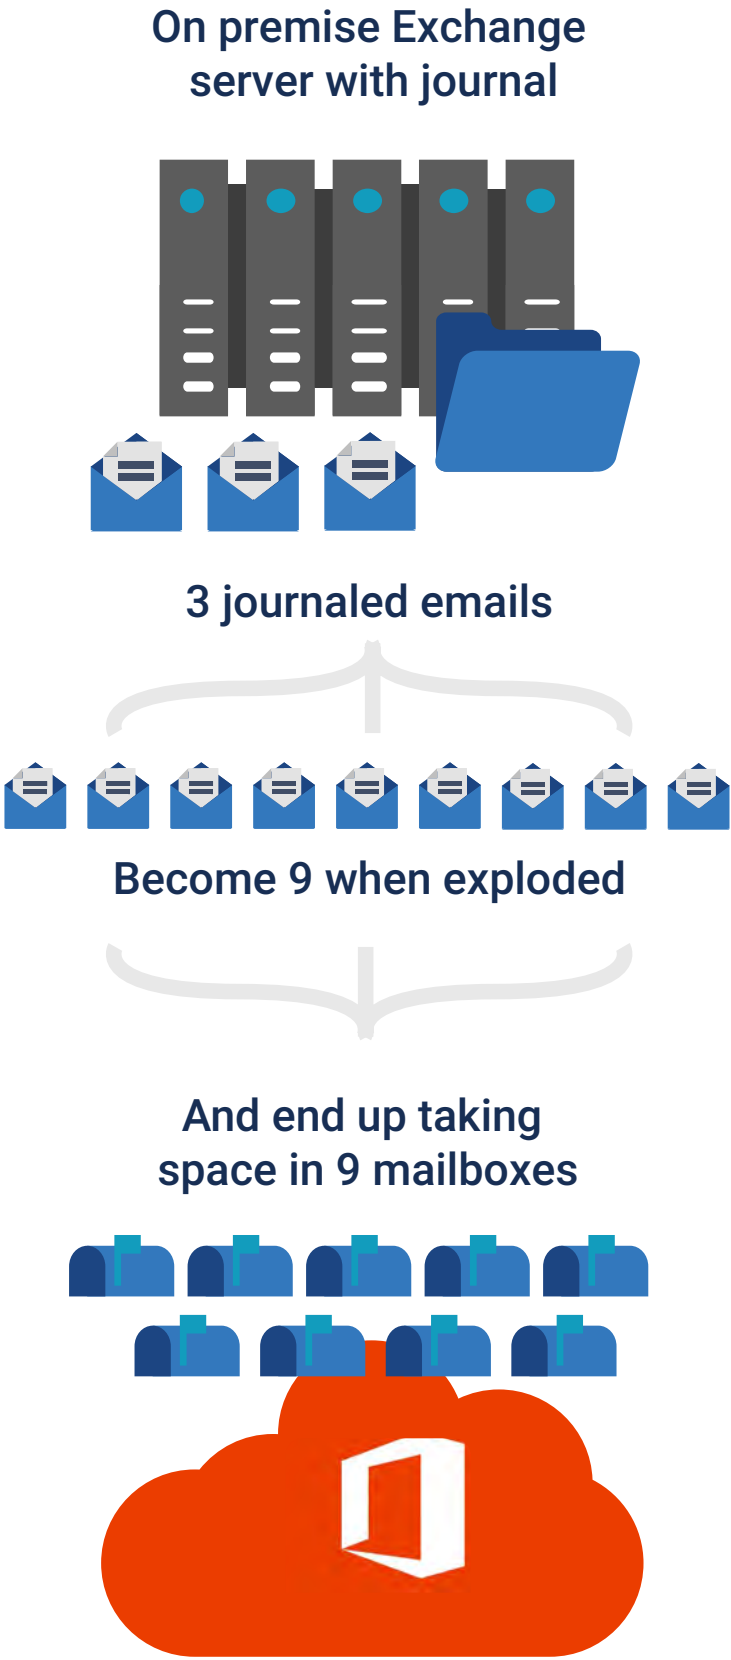 On premise Exchange
server with journal
3 journaled emails
Become 9 when exploded
And end up taking
space in 9 mailboxes